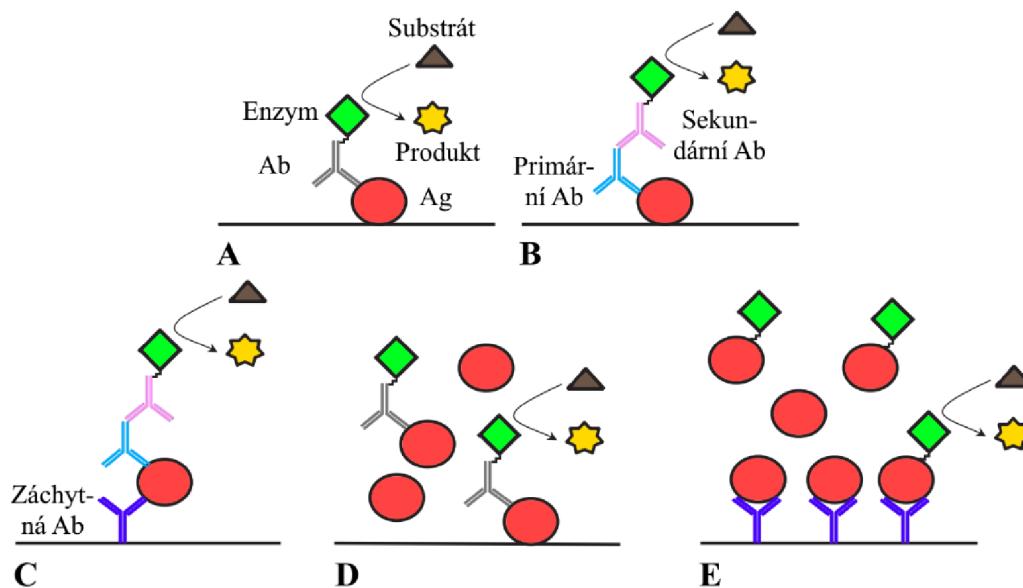 Substrát
Enzym
Produkt
Ab
Ag
A
Sekun-
dární Ab
Primár-
ní Ab
B
Záchyt-
ná Ab
C
D
E